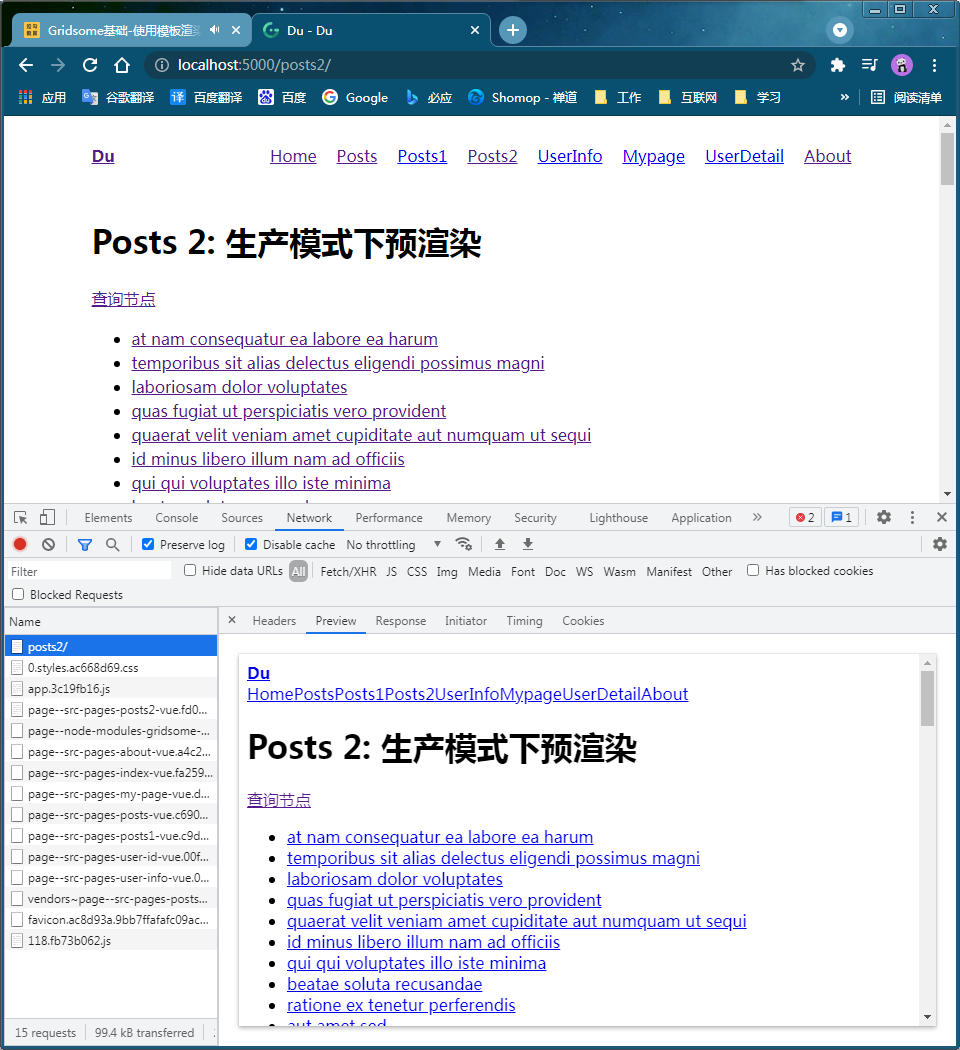 Gridsome基础-使用模板渲染
Du - Du
localhost:5000/posts2/
应用 谷歌翻译 百度翻译 百度 Google 必应 Shomop - 禅道 工作 互联网 学习 » 阅读清单
Du Home Posts Posts1 Posts2 UserInfo Mypage UserDetail About
Posts 2: 生产模式下预渲染
查询节点
at nam consequatur ea labore ea harum
temporibus sit alias delectus eligendi possimus magni
laboriosam dolor voluptates
quas fugiat ut perspiciatis vero provident
quaerat velit veniam amet cupiditate aut numquam ut sequi
id minus libero illum nam ad officiis
qui qui voluptates illo iste minima
Elements Console Sources Network Performance Memory Security Lighthouse Application » 2 1
Preserve log Disable cache No throttling
Filter Hide data URLs All Fetch/XHR JS CSS Img Media Font Doc WS Wasm Manifest Other Has blocked cookies
Blocked Requests
Name
posts2/
0.styles.ac668d69.css
app.3c19fb16.js
page--src-pages-posts2-vue.fd0...
page--node-modules-gridsome-...
page--src-pages-about-vue.a4c2...
page--src-pages-index-vue.fa259...
page--src-pages-my-page-vue.d...
page--src-pages-posts-vue.c690...
page--src-pages-posts1-vue.c9d...
page--src-pages-user-id-vue.00f...
page--src-pages-user-info-vue.0...
vendors~page--src-pages-posts...
favicon.ac8d93a.9bb7ffafafc09ac...
118.fb73b062.js
15 requests 99.4 kB transferred
Headers Preview Response Initiator Timing Cookies
Du
HomePostsPosts1Posts2UserInfoMypageUserDetailAbout
Posts 2: 生产模式下预渲染
查询节点
at nam consequatur ea labore ea harum
temporibus sit alias delectus eligendi possimus magni
laboriosam dolor voluptates
quas fugiat ut perspiciatis vero provident
quaerat velit veniam amet cupiditate aut numquam ut sequi
id minus libero illum nam ad officiis
qui qui voluptates illo iste minima
beatae soluta recusandae
ratione ex tenetur perferendis
aut amet sed